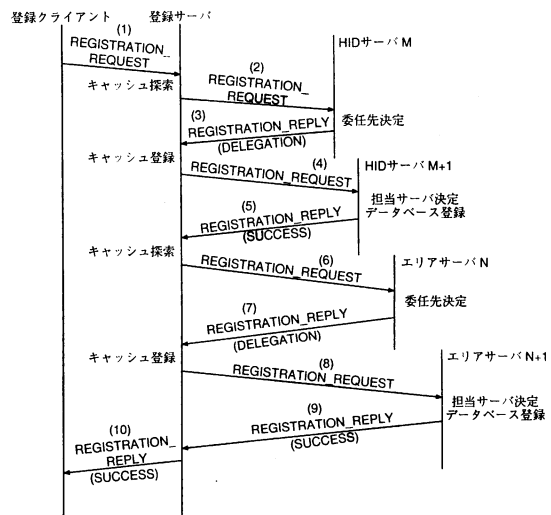 登録クライアント
登録サーバ
(1)
REGISTRATION_
REQUEST
HIDサーバ M
キャッシュ探索
(2)
REGISTRATION_
REQUEST
(3)
REGISTRATION_REPLY
(DELEGATION)
委任先決定
キャッシュ登録
(4)
REGISTRATION_REQUEST
HIDサーバ M+1
担当サーバ決定
データベース登録
(5)
REGISTRATION_REPLY
(SUCCESS)
キャッシュ探索
(6)
REGISTRATION_REQUEST
エリアサーバ N
委任先決定
(7)
REGISTRATION_REPLY
(DELEGATION)
キャッシュ登録
(8)
REGISTRATION_REQUEST
エリアサーバ N+1
担当サーバ決定
データベース登録
(9)
REGISTRATION_REPLY
(SUCCESS)
(10)
REGISTRATION_
REPLY
(SUCCESS)